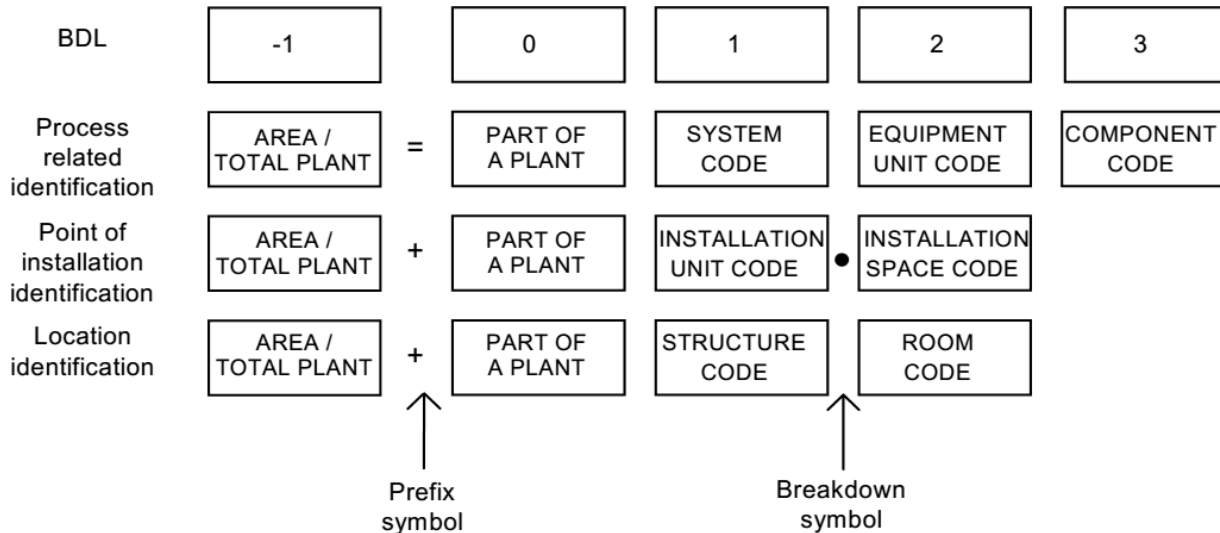 BDL -1 0 1 2 3
Process
related
identification
AREA /
TOTAL PLANT
=
PART OF
A PLANT
SYSTEM
CODE
EQUIPMENT
UNIT CODE
COMPONENT
CODE
Point of
installation
identification
AREA /
TOTAL PLANT
+
PART OF
A PLANT
INSTALLATION
UNIT CODE
•
INSTALLATION
SPACE CODE
Location
identification
AREA /
TOTAL PLANT
+
PART OF
A PLANT
STRUCTURE
CODE
ROOM
CODE
Prefix
symbol
Breakdown
symbol